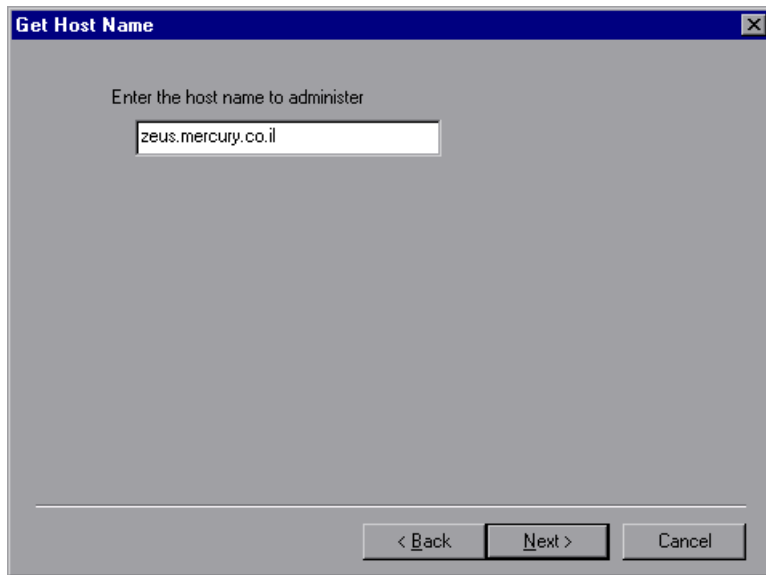 Get Host Name
Enter the host name to administer
zeus.mercury.co.il
< Back
Next >
Cancel